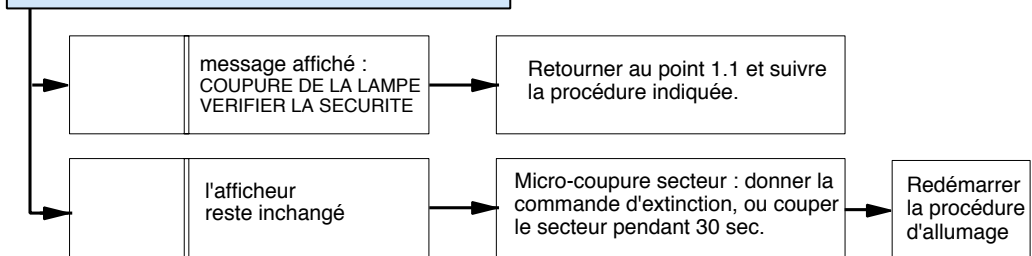 message affiché :
COUPURE DE LA LAMPE
VERIFIER LA SECURITE
Retourner au point 1.1 et suivre
la procédure indiquée.
l'afficheur
reste inchangé
Micro-coupure secteur : donner la
commande d'extinction, ou couper
le secteur pendant 30 sec.
Redémarrer
la procédure
d'allumage